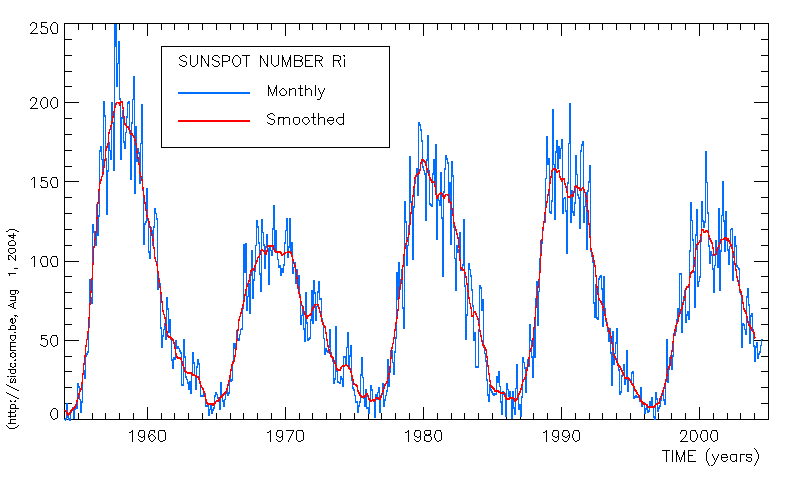 250
200
150
100
50
0
SUNSPOT NUMBER Ri
Monthly
Smoothed
(http://sidc.oma.be, Aug 1, 2004)
1960 1970 1980 1990 2000
TIME (years)